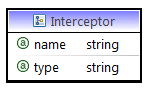 Interceptor
name string
type string